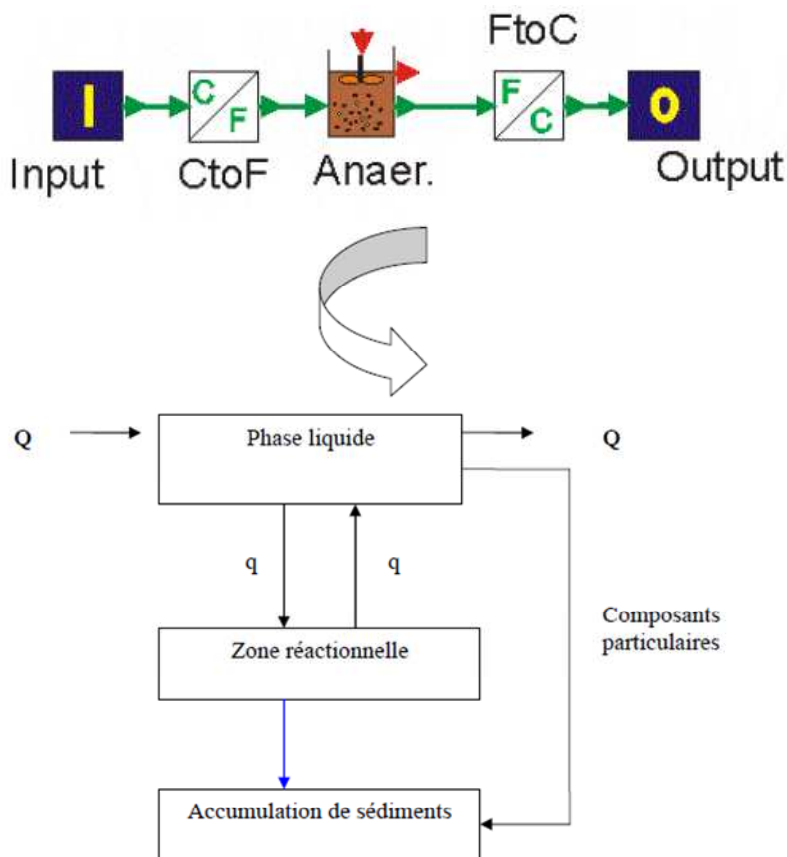 FtoC
I
C
F
F
C
O
Input
CtoF
Anaer.
Output
Q
Phase liquide
Q
q
q
Composants
particulaires
Zone réactionnelle
Accumulation de sédiments